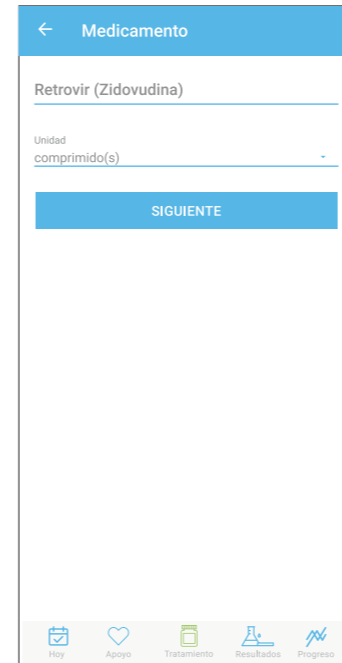 Medicamento
Retrovir (Zidovudina)
Unidad
comprimido(s)
SIGUIENTE
Hoy Apoyo Tratamiento Resultados Progreso